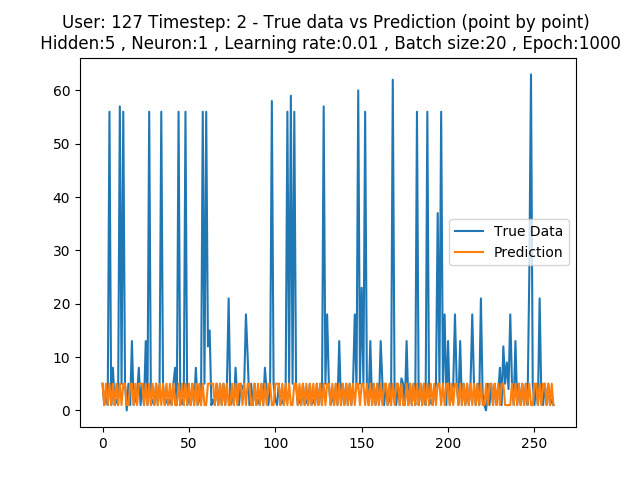 User: 127 Timestep: 2 - True data vs Prediction (point by point)
Hidden:5 , Neuron:1 , Learning rate:0.01 , Batch size:20 , Epoch:1000
60
50
40
30
20
10
0
True Data
Prediction
0 50 100 150 200 250